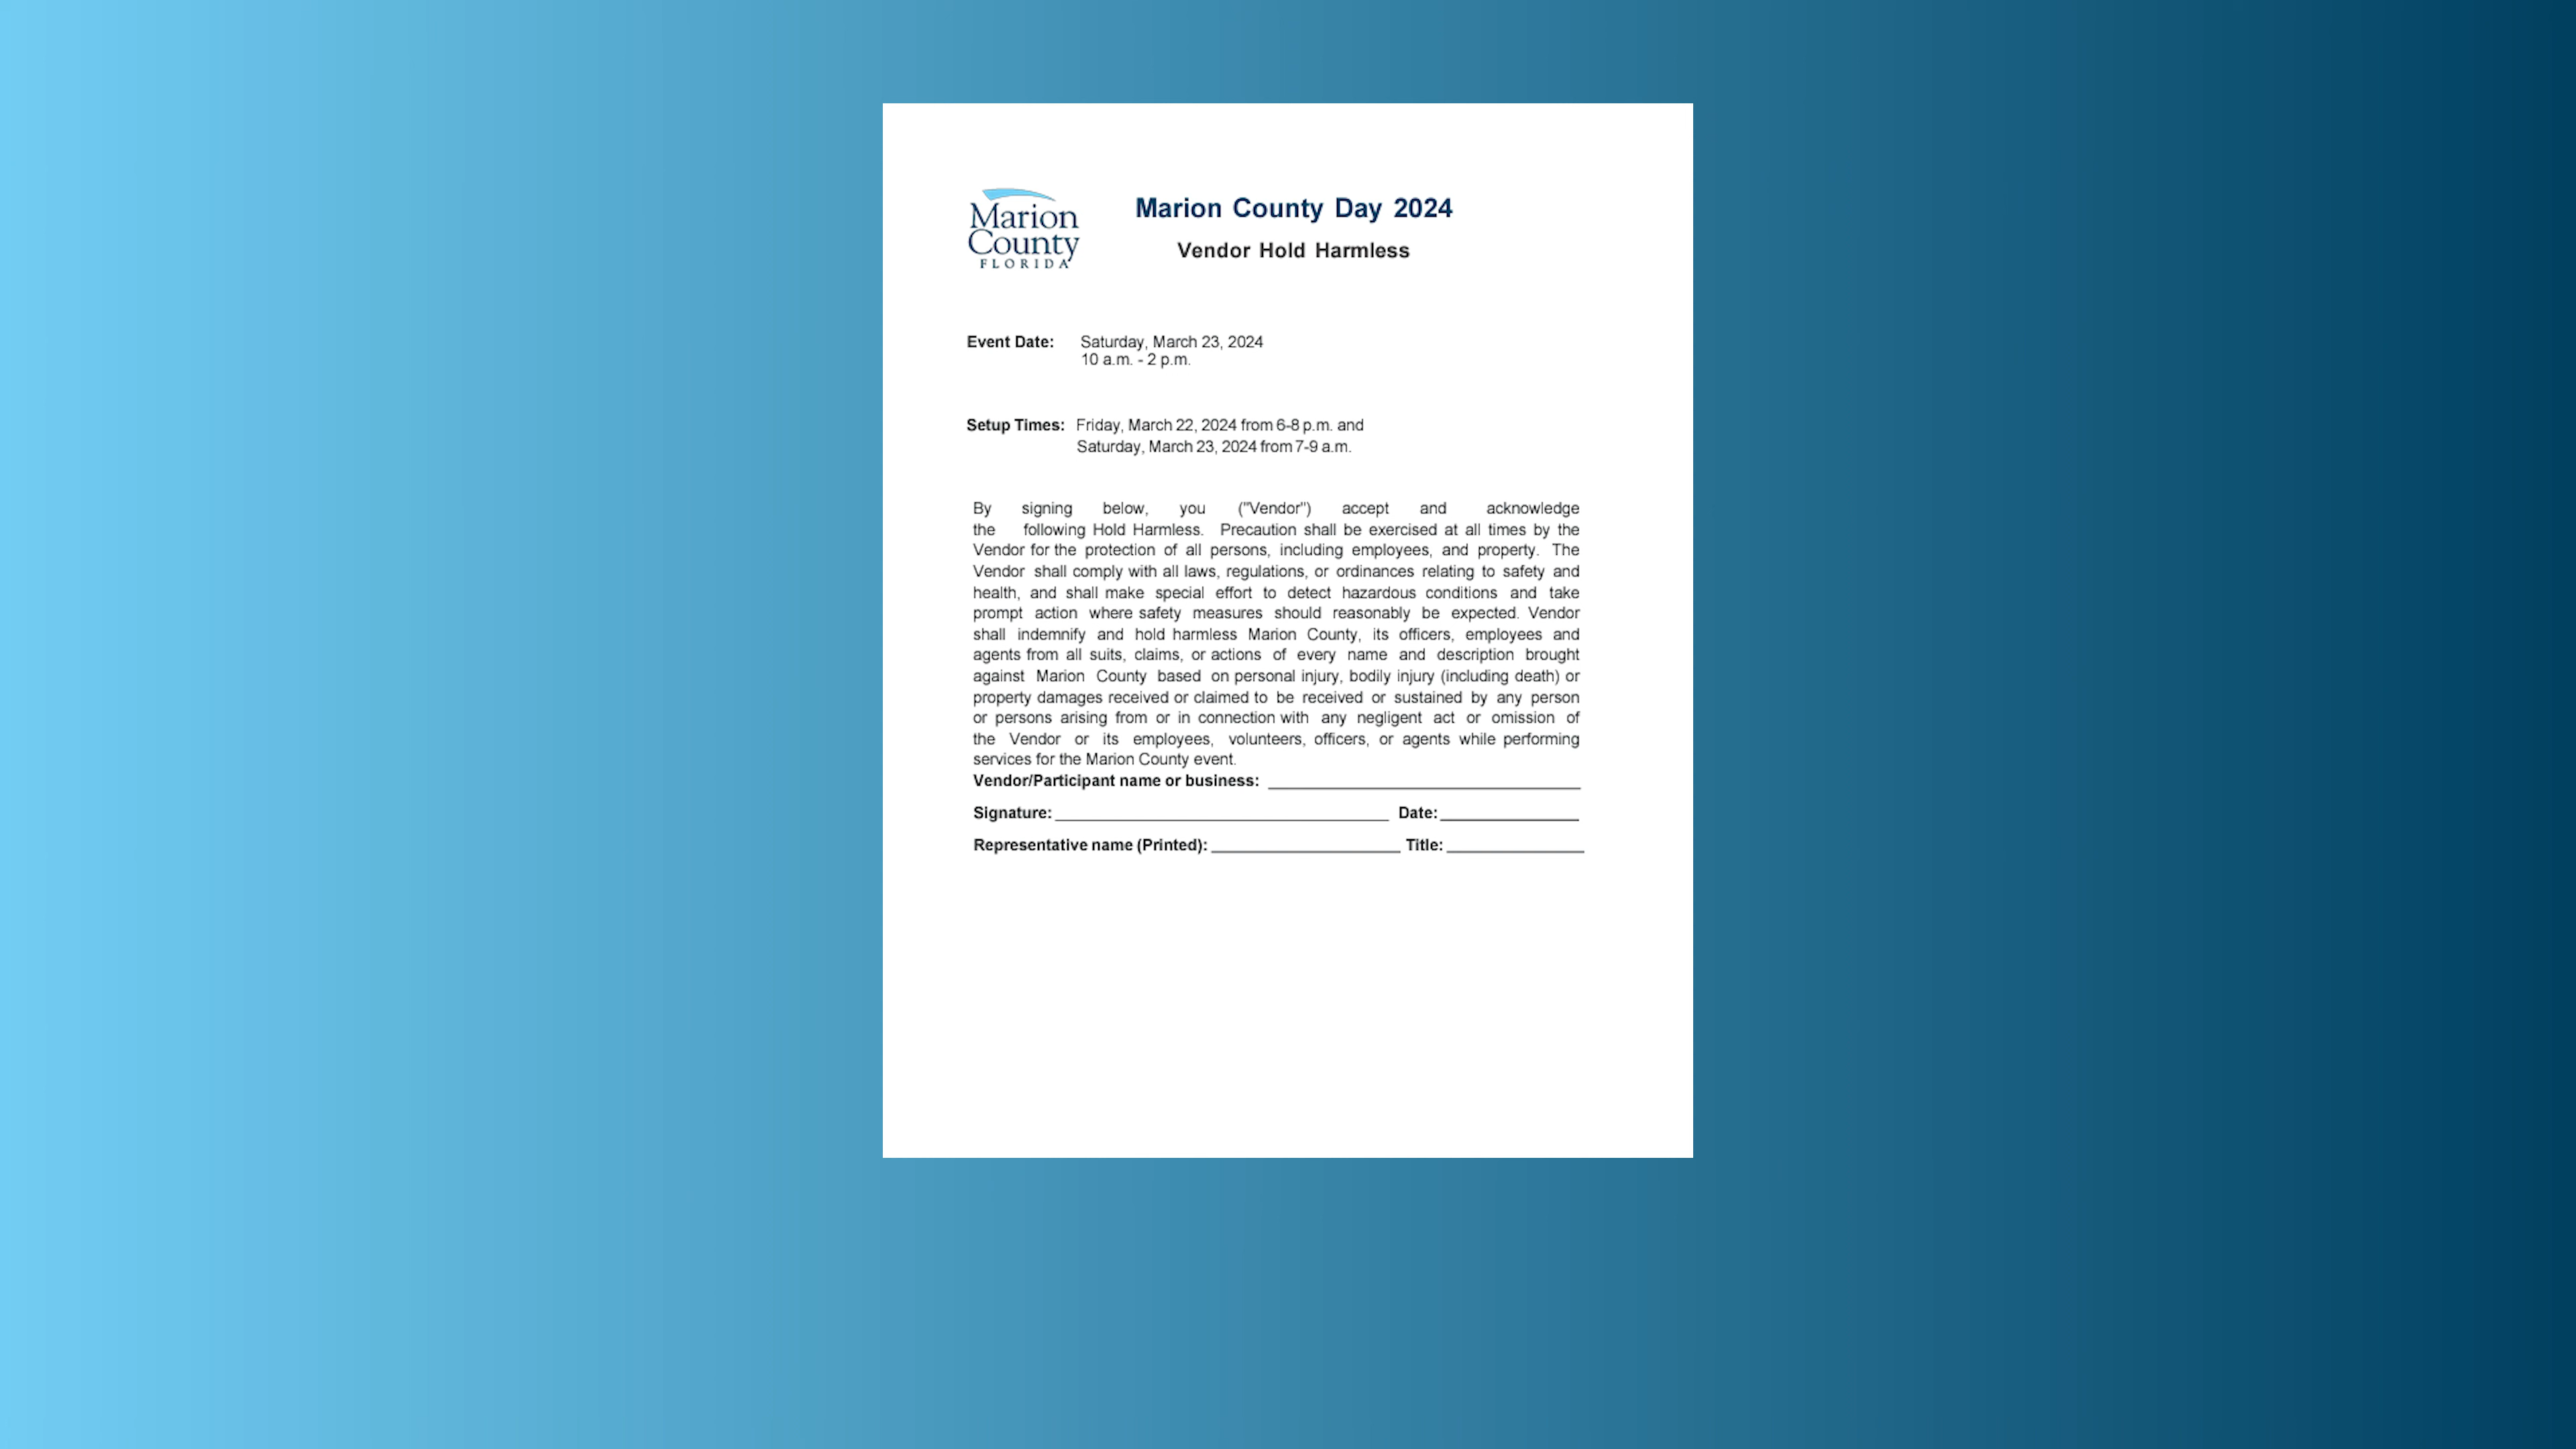 Marion
County
FLORIDA
Marion County Day 2024
Vendor Hold Harmless
Event Date: Saturday, March 23, 2024
10 a.m. - 2 p.m.
Setup Times: Friday, March 22, 2024 from 6-8 p.m. and
Saturday, March 23, 2024 from 7-9 a.m.
By signing below, you ("Vendor") accept and acknowledge
the following Hold Harmless. Precaution shall be exercised at all times by the
Vendor for the protection of all persons, including employees, and property. The
Vendor shall comply with all laws, regulations, or ordinances relating to safety and
health, and shall make special effort to detect hazardous conditions and take
prompt action where safety measures should reasonably be expected. Vendor
shall indemnify and hold harmless Marion County, its officers, employees and
agents from all suits, claims, or actions of every name and description brought
against Marion County based on personal injury, bodily injury (including death) or
property damages received or claimed to be received or sustained by any person
or persons arising from or in connection with any negligent act or omission of
the Vendor or its employees, volunteers, officers, or agents while performing
services for the Marion County event.
Vendor/Participant name or business:
Signature: Date:
Representative name (Printed): Title: